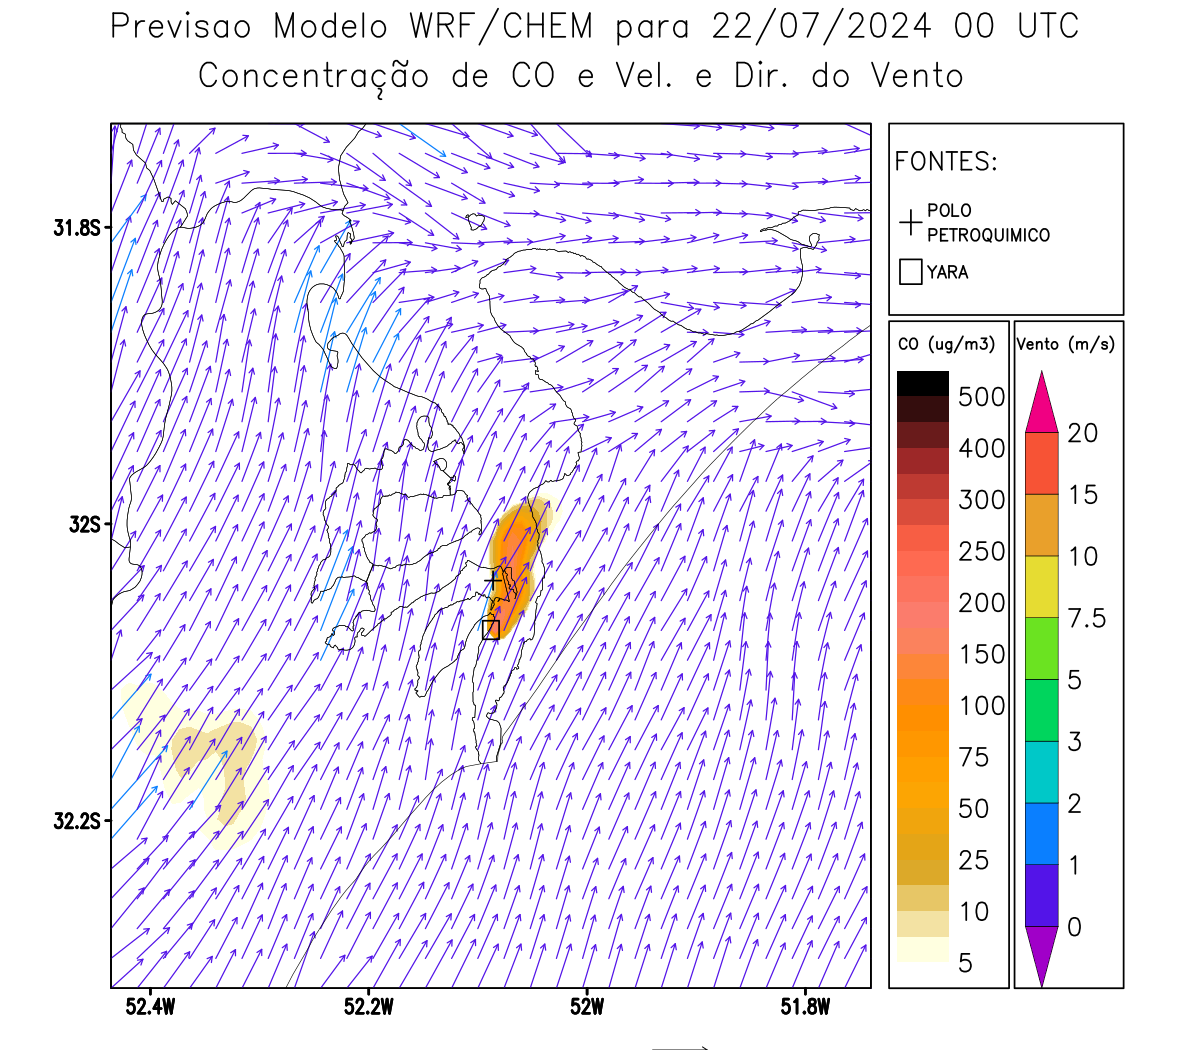 Previsao Modelo WRF/CHEM para 22/07/2024 00 UTC
Concentração de CO e Vel. e Dir. do Vento
FONTES:
POLO
PETROQUIMICO
YARA
CO (ug/m3)
500
400
300
250
200
150
100
75
50
25
10
5
Vento (m/s)
20
15
10
7.5
5
3
2
1
0
31.8S
32S
32.2S
52.4W
52.2W
52W
51.8W